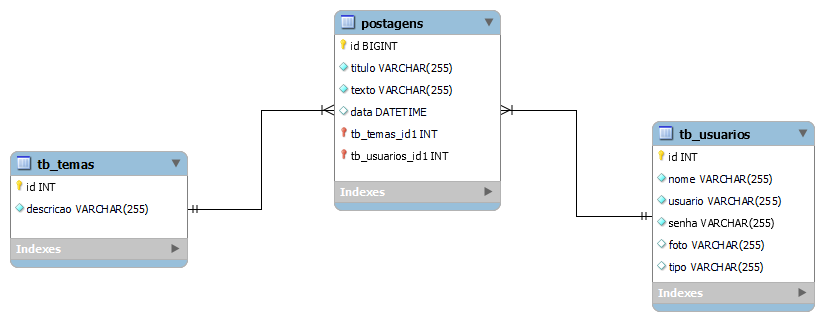 postagens
id BIGINT
titulo VARCHAR(255)
texto VARCHAR(255)
data DATETIME
tb_temas_id1 INT
tb_usuarios_id1 INT
Indexes
tb_temas
id INT
descricao VARCHAR(255)
Indexes
tb_usuarios
id INT
nome VARCHAR(255)
usuario VARCHAR(255)
senha VARCHAR(255)
foto VARCHAR(255)
tipo VARCHAR(255)
Indexes